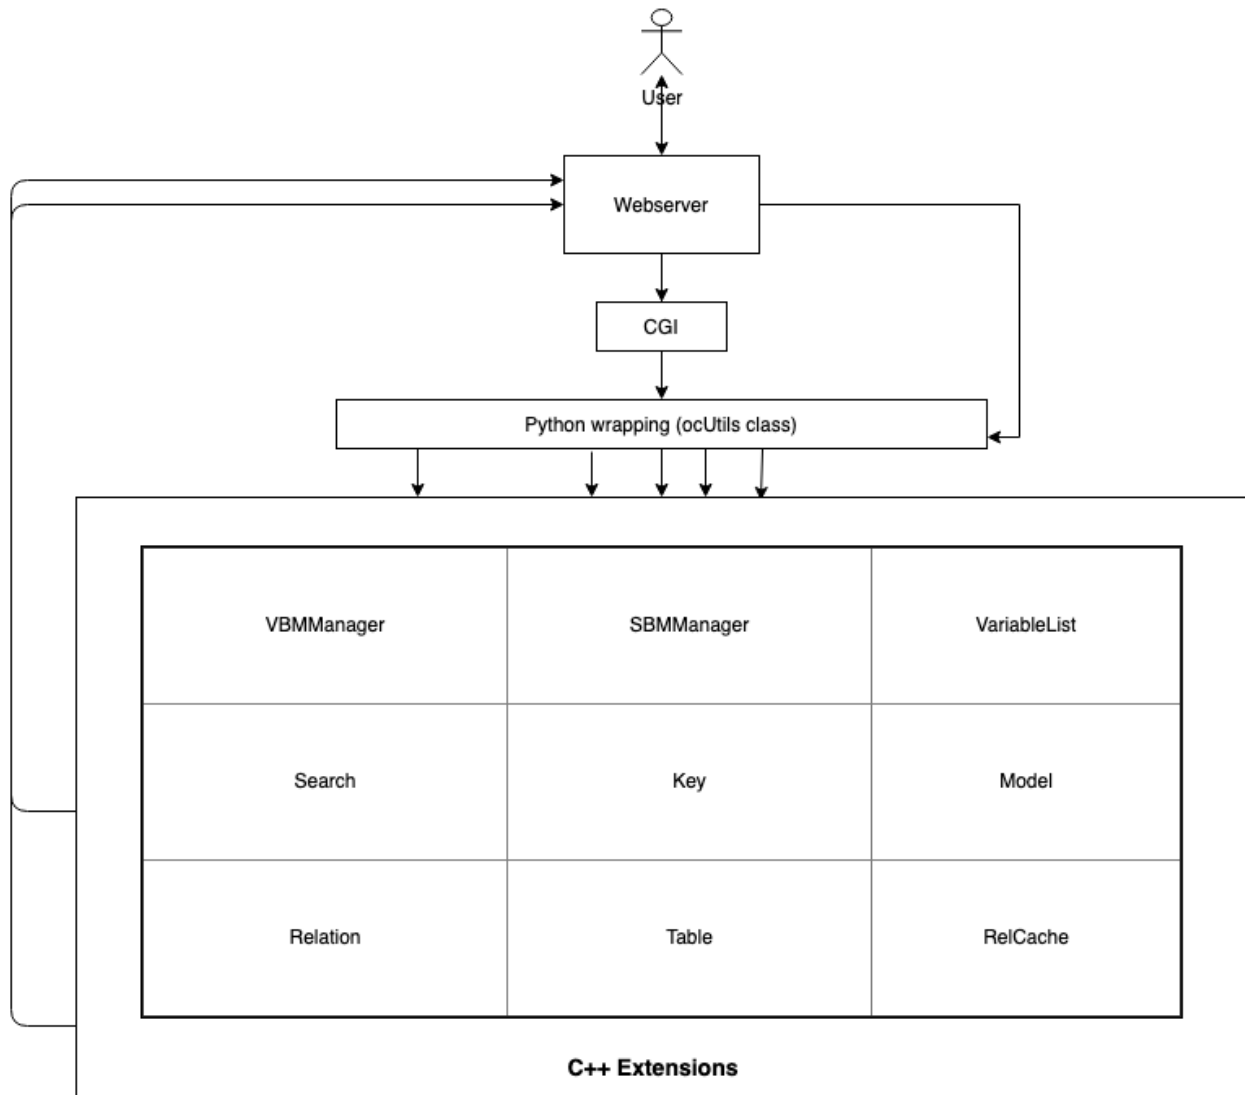 User
Webserver
CGI
Python wrapping (ocUtils class)
VBMManager
SBMManager
VariableList
Search
Key
Model
Relation
Table
RelCache
C++ Extensions